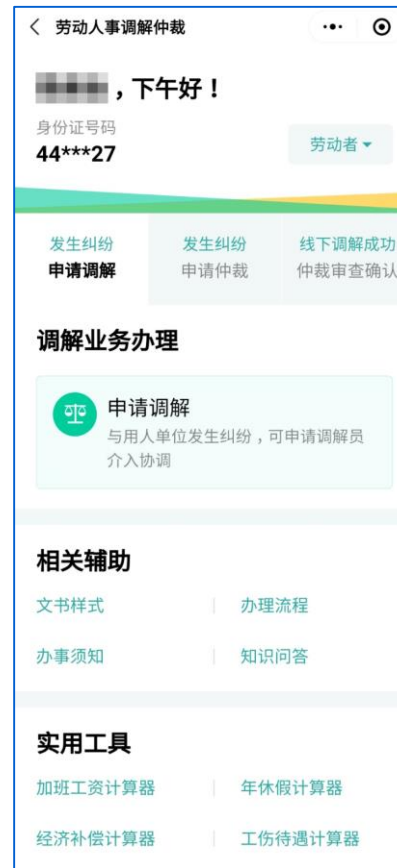 劳动人事调解仲裁
，下午好！
身份证号码
44***27
劳动者
发生纠纷 发生纠纷 线下调解成功
申请调解 申请仲裁 仲裁审查确认
调解业务办理
申请调解
与用人单位发生纠纷，可申请调解员
介入协调
相关辅助
文书样式 办理流程
办事须知 知识问答
实用工具
加班工资计算器 年休假计算器
经济补偿计算器 工伤待遇计算器